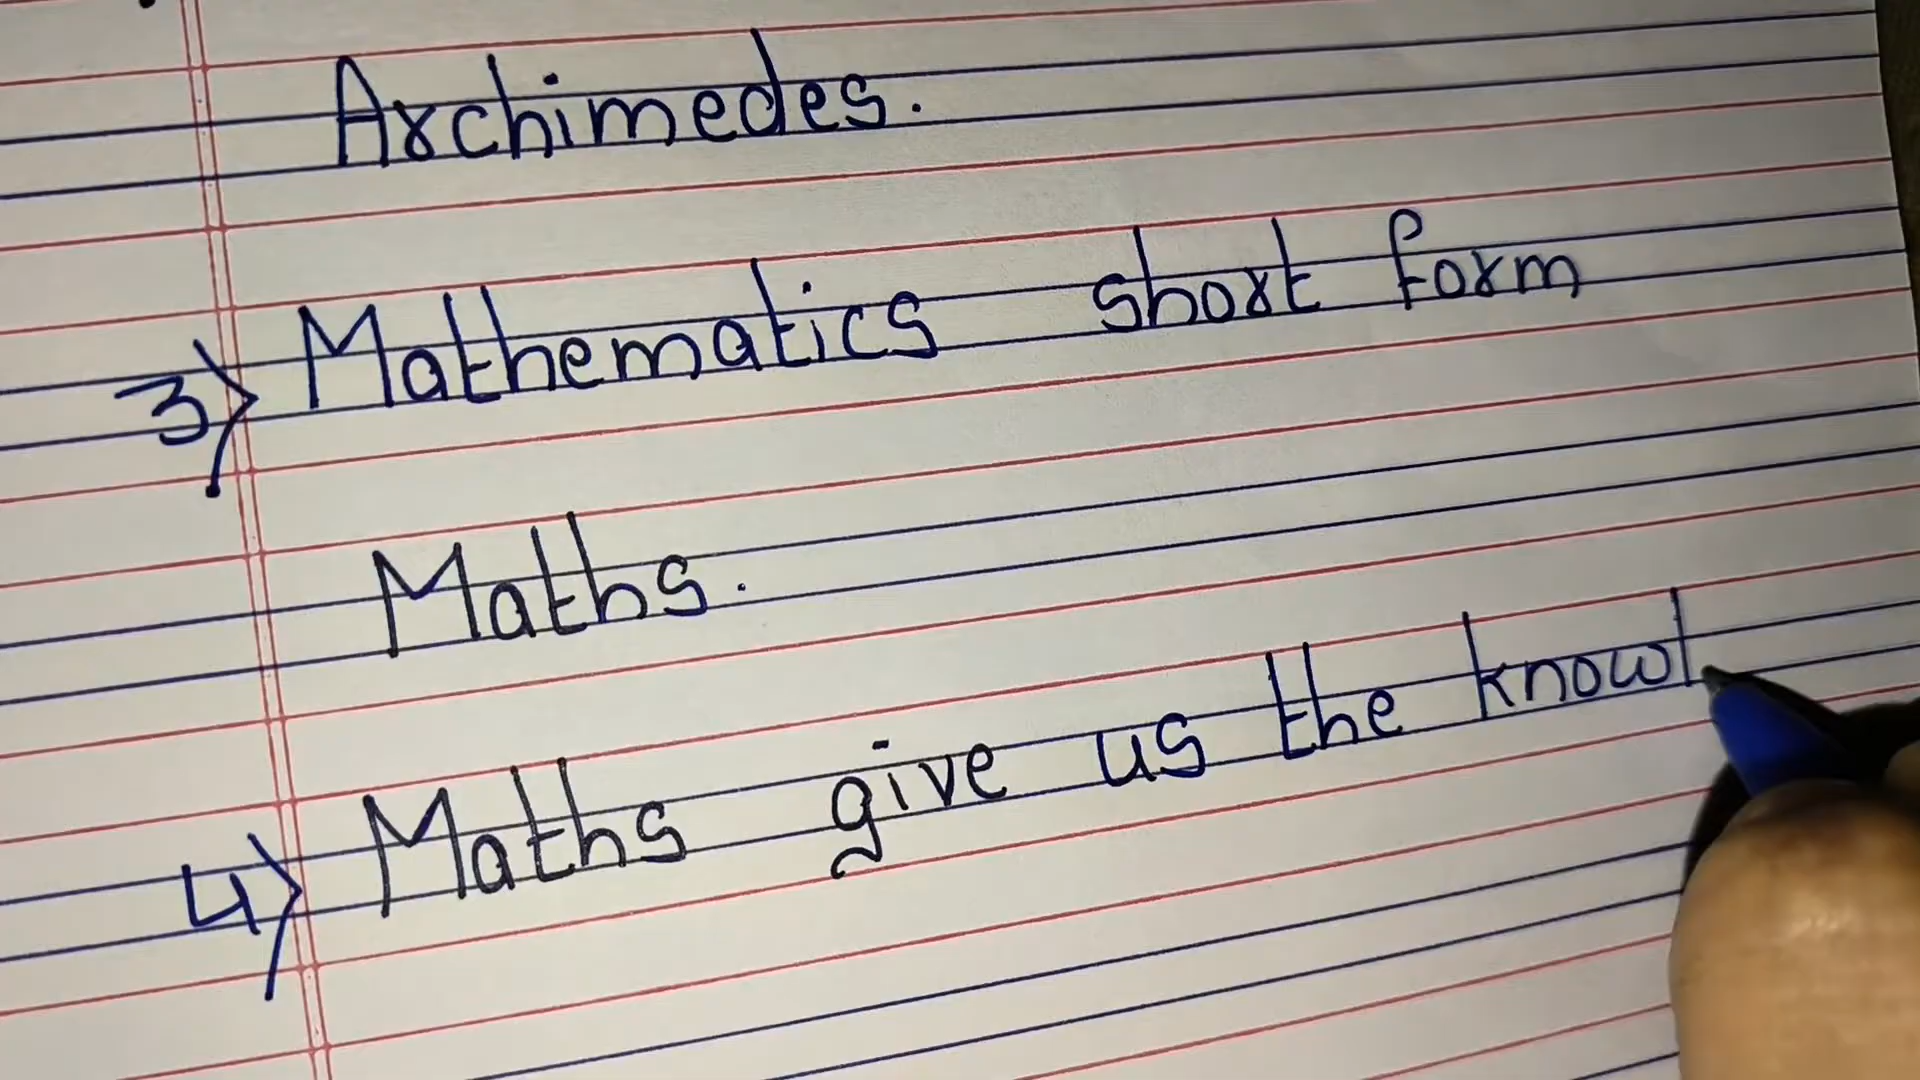 Archimedes.
3) Mathematics short form
Maths.
4) Maths give us the knowl